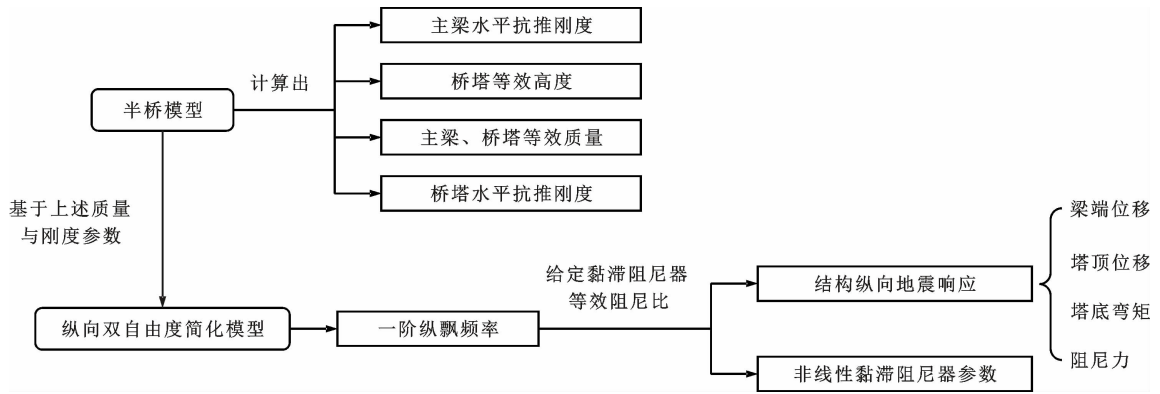 主梁水平抗推刚度
计算出
桥塔等效高度
半桥模型
主梁、桥塔等效质量
桥塔水平抗推刚度
基于上述质量
与刚度参数
梁端位移
给定黏滞阻尼器
等效阻尼比
结构纵向地震响应
塔顶位移
塔底弯矩
纵向双自由度简化模型
一阶纵飘频率
阻尼力
非线性黏滞阻尼器参数